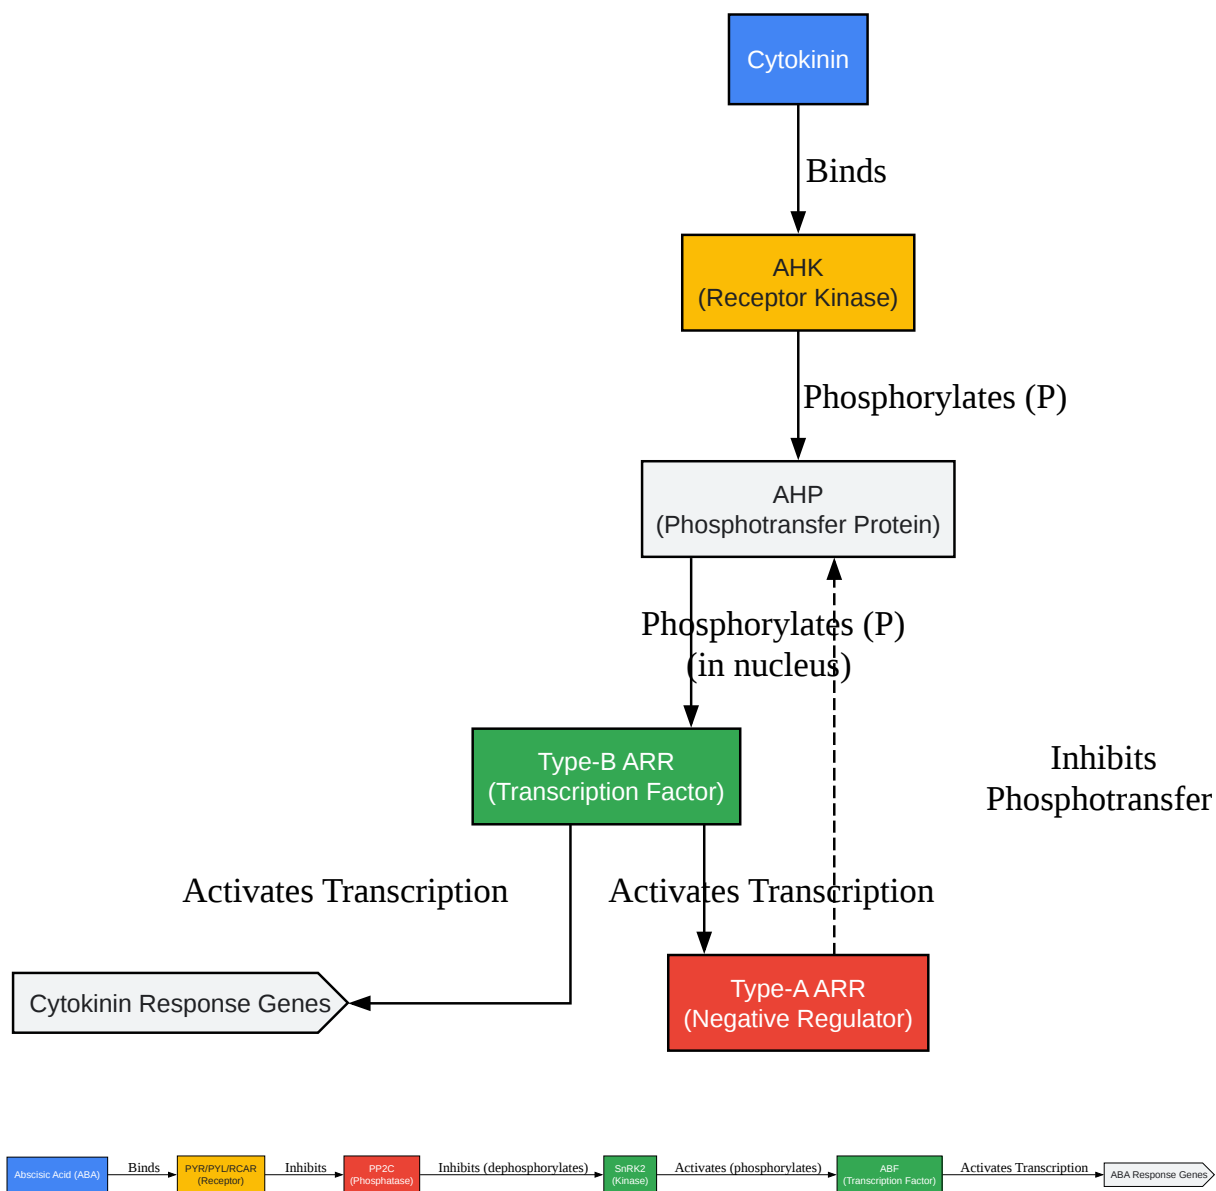 Cytokinin
Binds
AHK
(Receptor Kinase)
Phosphorylates (P)
AHP
(Phosphotransfer Protein)
Phosphorylates (P)
(in nucleus)
Type-B ARR
(Transcription Factor)
Inhibits
Phosphotransfer
Activates Transcription
Activates Transcription
Cytokinin Response Genes
Type-A ARR
(Negative Regulator)
Abscisic Acid (ABA)
Binds
PYR/PYL/RCAR
(Receptor)
Inhibits
PP2C
(Phosphatase)
Inhibits (dephosphorylates)
SnRK2
(Kinase)
Activates (phosphorylates)
ABF
(Transcription Factor)
Activates Transcription
ABA Response Genes